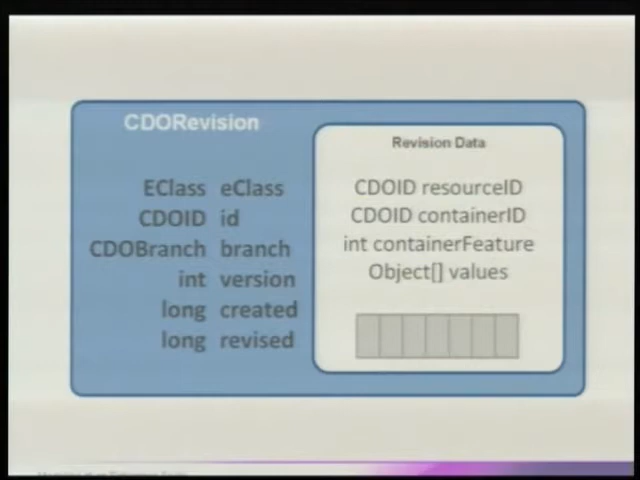 CDORevision
EClass eClass
CDOID id
CDOBranch branch
int version
long created
long revised
Revision Data
CDOID resourceID
CDOID containerID
int containerFeature
Object[] values